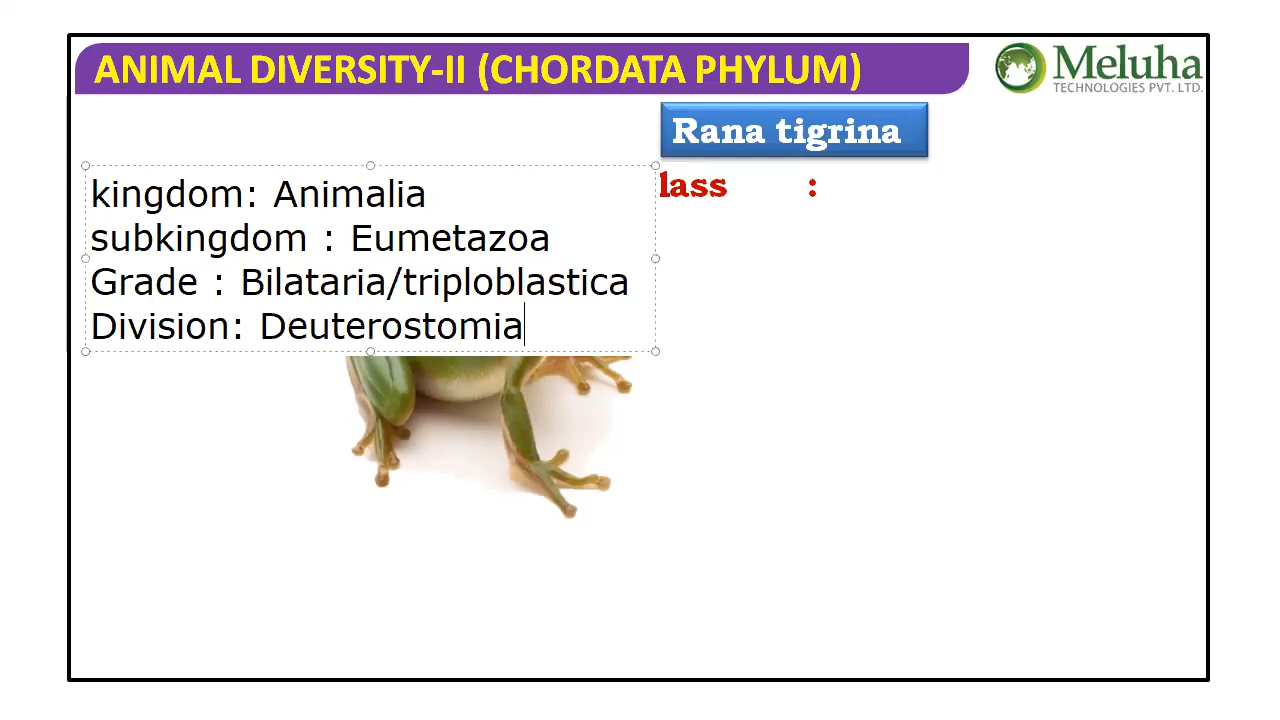 ANIMAL DIVERSITY-II (CHORDATA PHYLUM)
Meluha
TECHNOLOGIES PVT. LTD.
Rana tigrina
lass :
kingdom: Animalia
subkingdom : Eumetazoa
Grade : Bilataria/triploblastica
Division: Deuterostomia